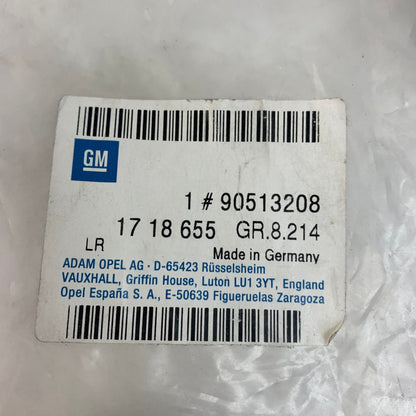 GM
1 # 90513208
17 18 655 GR.8.214
LR Made in Germany
ADAM OPEL AG · D-65423 Rüsselsheim
VAUXHALL, Griffin House, Luton LU1 3YT, England
Opel España S. A., E-50639 Figueruelas Zaragoza